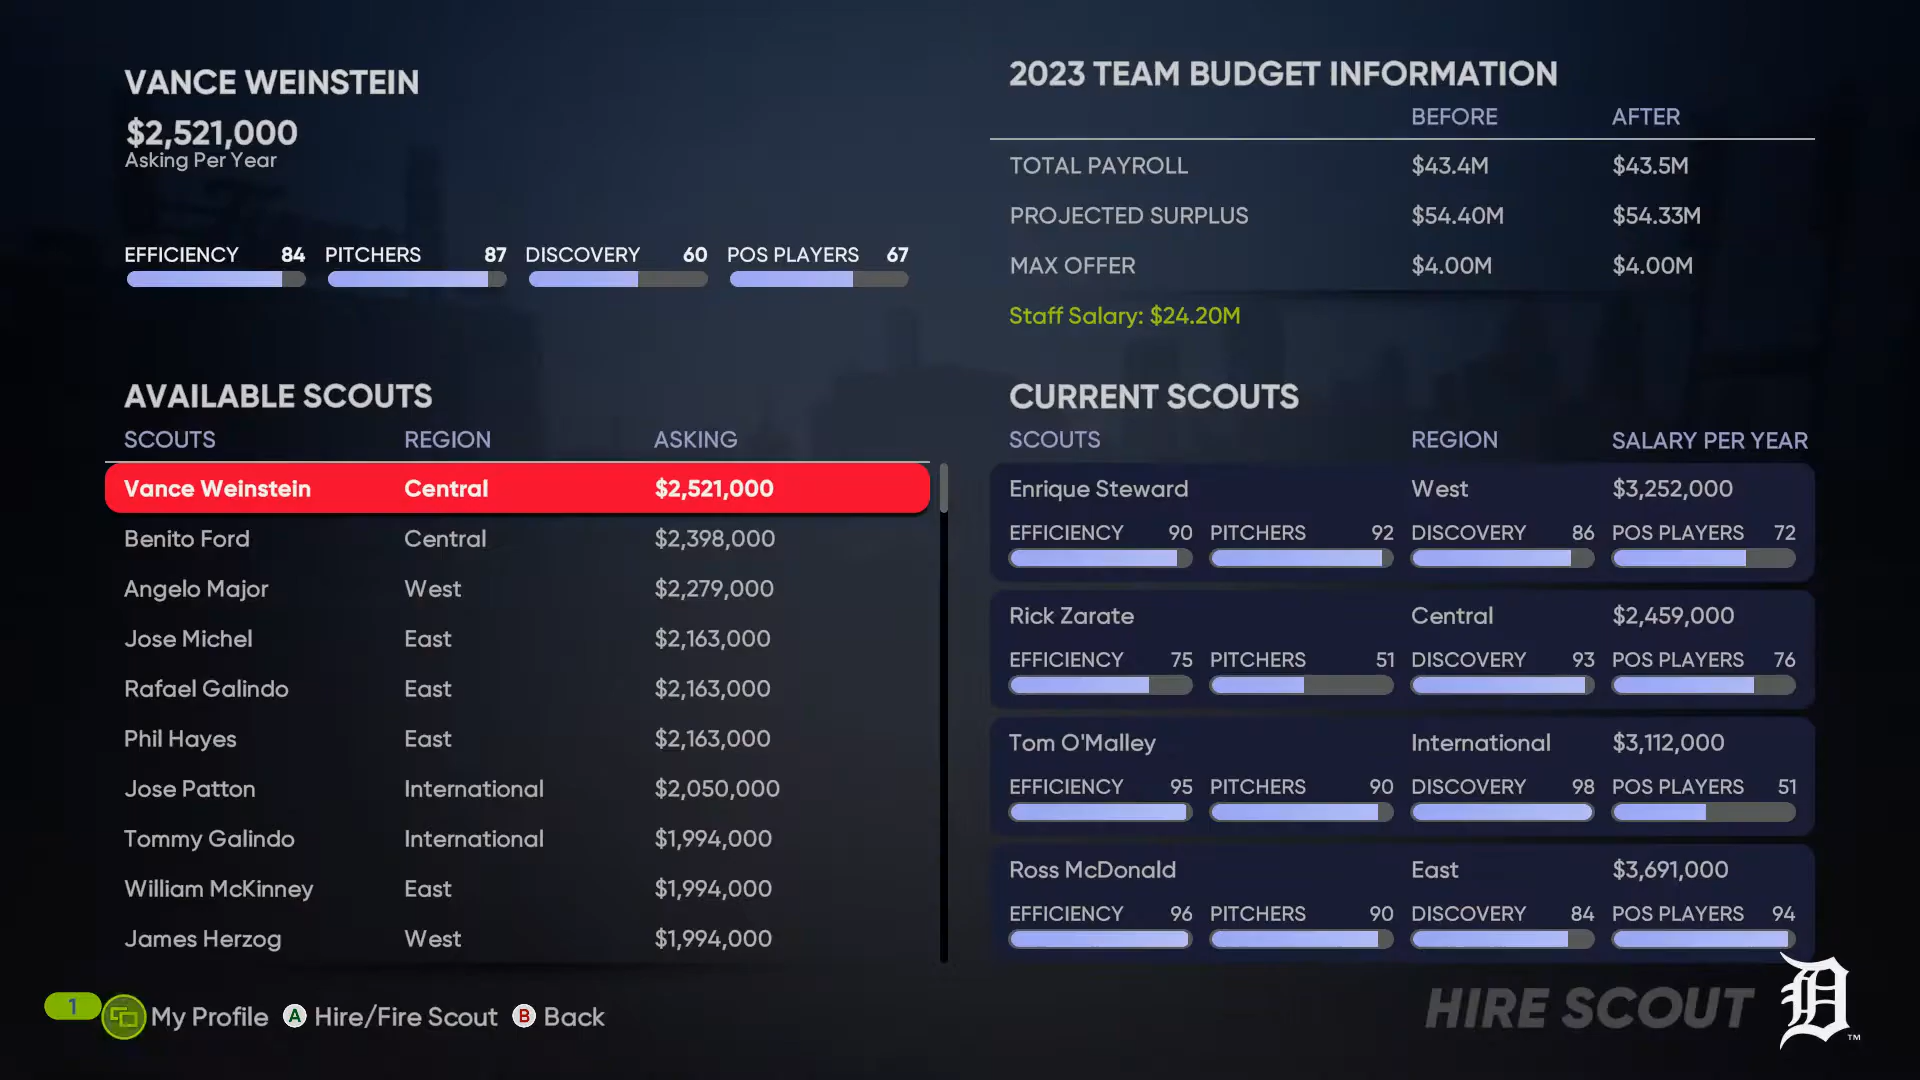 VANCE WEINSTEIN
$2,521,000
Asking Per Year
EFFICIENCY 84 PITCHERS 87 DISCOVERY 60 POS PLAYERS 67
2023 TEAM BUDGET INFORMATION
BEFORE AFTER
TOTAL PAYROLL $43.4M $43.5M
PROJECTED SURPLUS $54.40M $54.33M
MAX OFFER $4.00M $4.00M
Staff Salary: $24.20M
AVAILABLE SCOUTS
SCOUTS REGION ASKING
Vance Weinstein Central $2,521,000
Benito Ford Central $2,398,000
Angelo Major West $2,279,000
Jose Michel East $2,163,000
Rafael Galindo East $2,163,000
Phil Hayes East $2,163,000
Jose Patton International $2,050,000
Tommy Galindo International $1,994,000
William McKinney East $1,994,000
James Herzog West $1,994,000
CURRENT SCOUTS
SCOUTS REGION SALARY PER YEAR
Enrique Steward West $3,252,000
EFFICIENCY 90 PITCHERS 92 DISCOVERY 86 POS PLAYERS 72
Rick Zarate Central $2,459,000
EFFICIENCY 75 PITCHERS 51 DISCOVERY 93 POS PLAYERS 76
Tom O'Malley International $3,112,000
EFFICIENCY 95 PITCHERS 90 DISCOVERY 98 POS PLAYERS 51
Ross McDonald East $3,691,000
EFFICIENCY 96 PITCHERS 90 DISCOVERY 84 POS PLAYERS 94
1 My Profile A Hire/Fire Scout B Back
HIRE SCOUT D TM